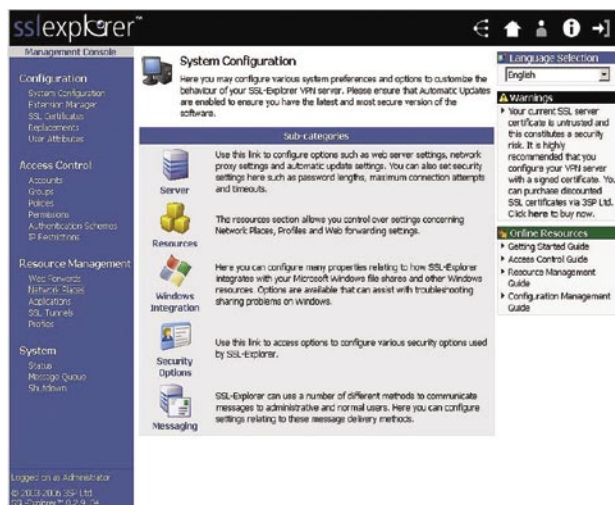 sslexplorer™
Management Console
Configuration
System Configuration
Extension Manager
SSL Certificates
Replacements
User Attributes
Access Control
Accounts
Groups
Policies
Permissions
Authentication Schemes
IP Restrictions
Resource Management
Web Forwards
Network Places
Applications
SSL Tunnels
Profiles
System
Status
Message Queue
Shutdown
Logged on as Administrator
© 2003-2006 3SP Ltd
SSL-Explorer™
System Configuration
Here you may configure various system preferences and options to customize the
behaviour of your SSL-Explorer VPN server. Please ensure that Automatic Updates
are enabled to ensure you have the latest and most secure version of the
software.
Sub-categories
Server
Use this link to configure options such as web server settings, network
proxy settings and automatic update settings. You can also set security
settings here such as password lengths, maximum connection attempts
and timeouts.
Resources
The resources section allows you control over settings concerning
Network Places, Profiles and Web forwarding settings.
Windows
Integration
Here you can configure many properties relating to how SSL-Explorer
integrates with your Microsoft Windows file shares and other Windows
resources. Options are available that can assist with troubleshooting
sharing problems on Windows.
Security
Options
Use this link to access options to configure various security options used
by SSL-Explorer.
Messaging
SSL-Explorer can use a number of different methods to communicate
messages to administrative and normal users. Here you can configure
settings relating to these message delivery methods.
Language Selection
English
Warnings
Your current SSL server
certificate is untrusted and
this constitutes a security
risk. It is highly
recommended that you
configure your VPN server
with a signed certificate. You
can purchase discounted
SSL certificates via 3SP Ltd.
Click here to buy now.
Online Resources
Getting Started Guide
Access Control Guide
Resource Management
Guide
Configuration Management
Guide